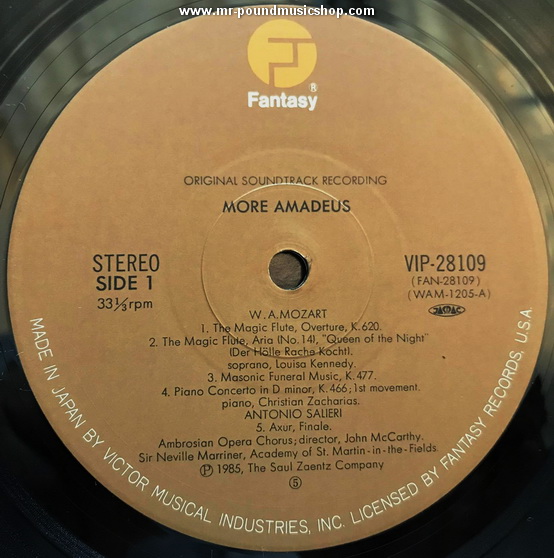 www.mr-poundmusicshop.com
®
Fantasy
ORIGINAL SOUNDTRACK RECORDING
MORE AMADEUS
STEREO
SIDE 1
33⅓rpm
VIP-28109
(FAN-28109)
(WAM-1205-A)
JASRAC
W.A.MOZART
1. The Magic Flute, Overture, K.620.
2. The Magic Flute, Aria (No.14), "Queen of the Night"
(Der Hölle Rache Kocht).
soprano, Louisa Kennedy.
3. Masonic Funeral Music, K.477.
4. Piano Concerto in D minor, K.466;1st movement.
piano, Christian Zacharias.
ANTONIO SALIERI
5. Axur, Finale.
Ambrosian Opera Chorus; director, John McCarthy.
Sir Neville Marriner, Academy of St. Martin-in-the-Fields.
Ⓟ 1985, The Saul Zaentz Company
⑤
MADE IN JAPAN BY VICTOR MUSICAL INDUSTRIES, INC. LICENSED BY FANTASY RECORDS, U.S.A.